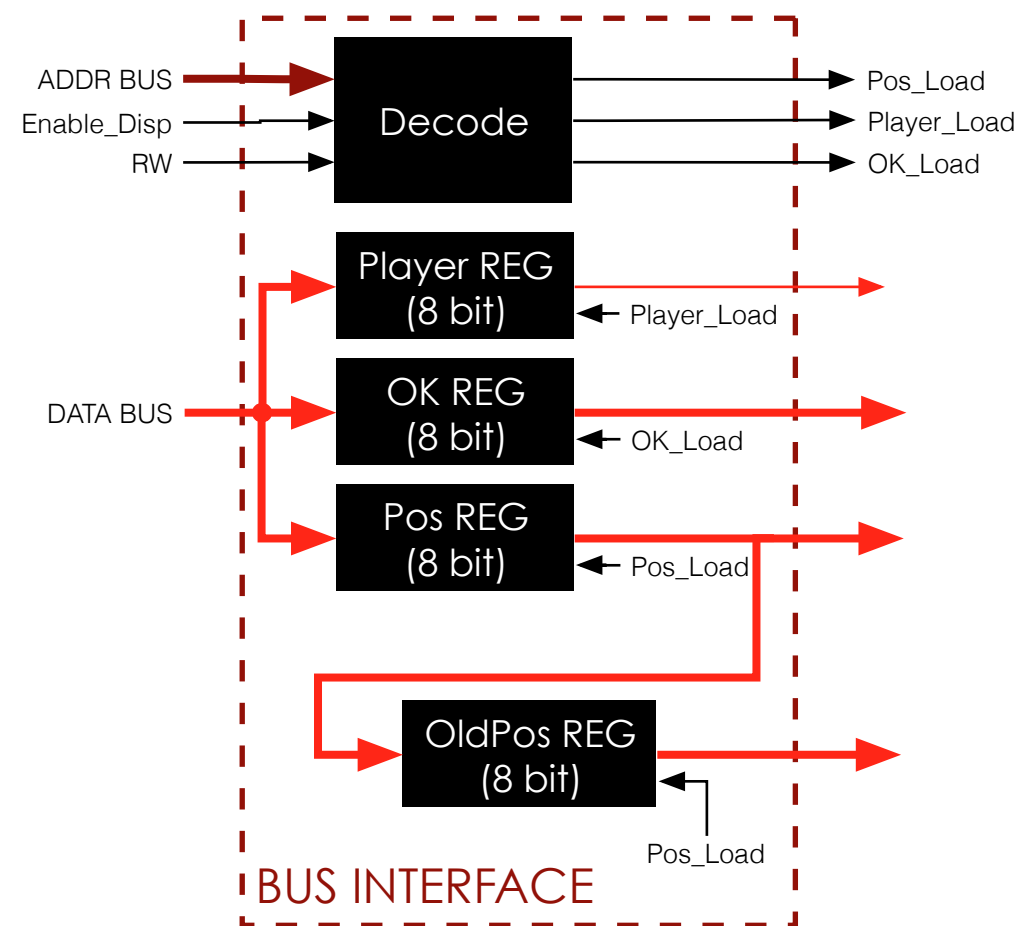 ADDR BUS
Enable_Disp
RW
Decode
Pos_Load
Player_Load
OK_Load
Player REG
(8 bit)
Player_Load
DATA BUS
OK REG
(8 bit)
OK_Load
Pos REG
(8 bit)
Pos_Load
OldPos REG
(8 bit)
Pos_Load
BUS INTERFACE